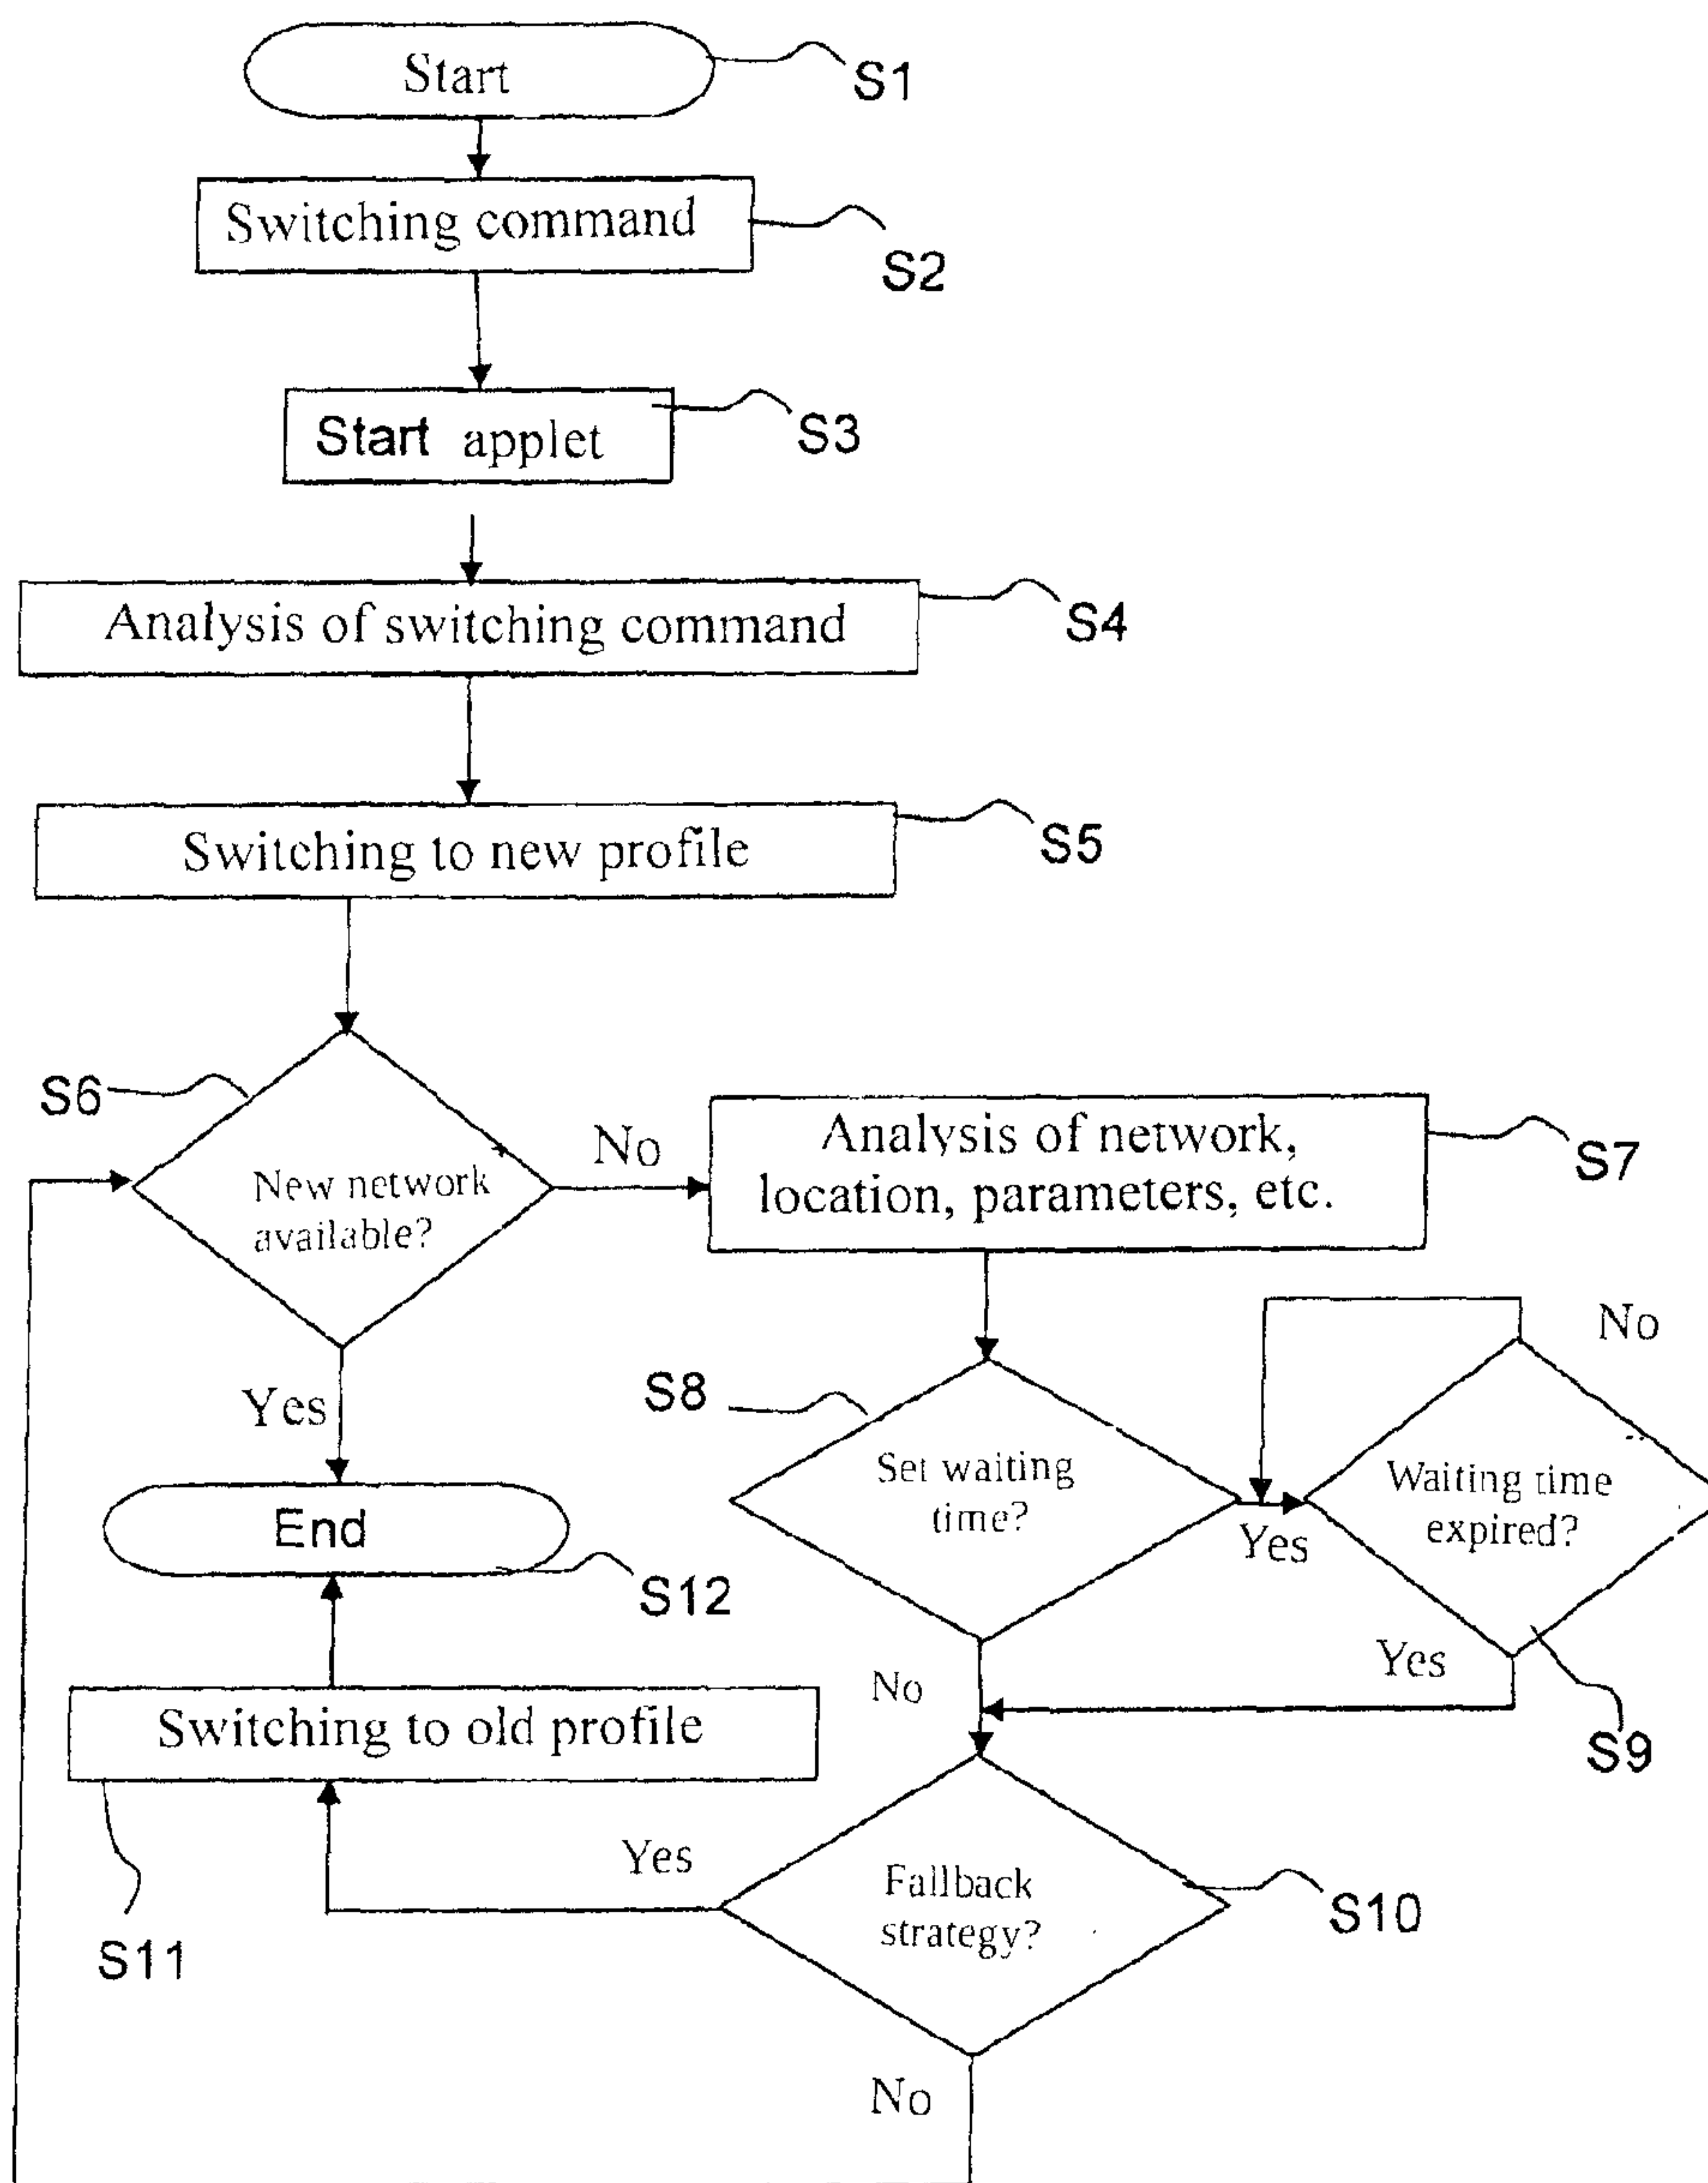 Start
S1
Switching command
S2
Start applet
S3
Analysis of switching command
S4
Switching to new profile
S5
S6
New network
available?
No
Analysis of network,
location, parameters, etc.
S7
Yes
S8
Set waiting
time?
Yes
No
Waiting time
expired?
End
S12
No
Yes
S9
Switching to old profile
S11
Yes
Fallback
strategy?
S10
No